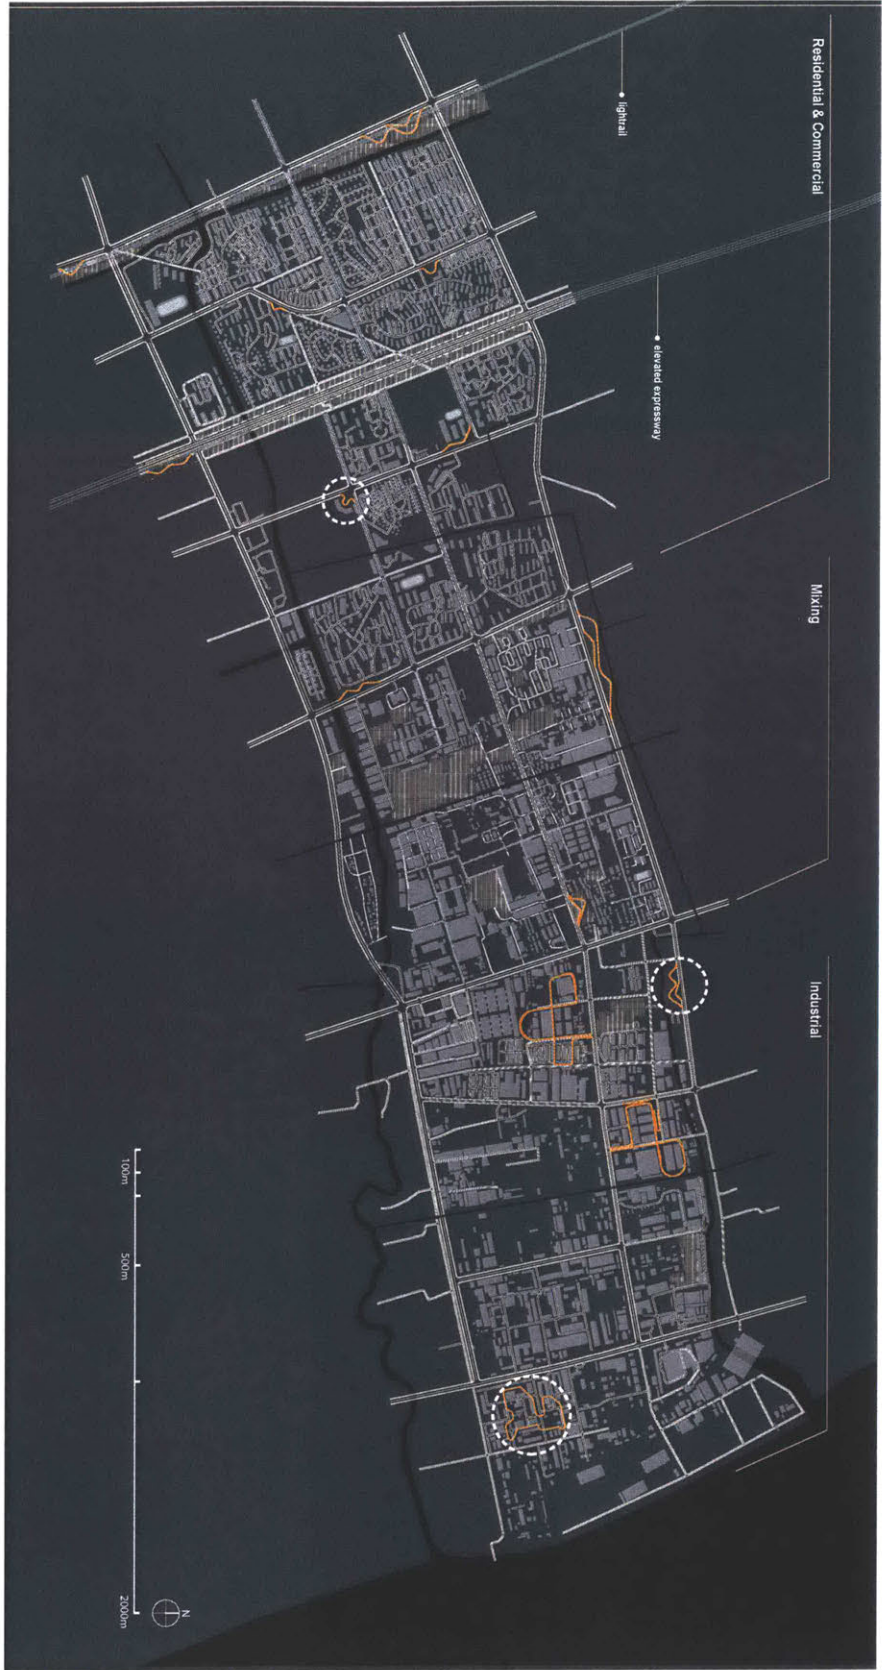 Residential & Commercial
lightrail
elevated expressway
Mixing
Industrial
100m
500m
2000m
N